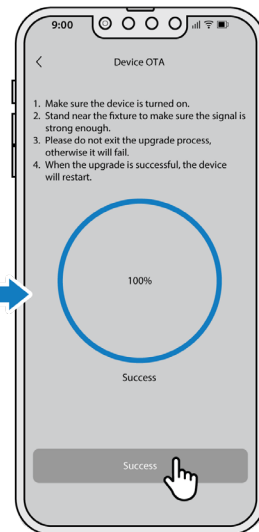 9:00
Device OTA
1. Make sure the device is turned on.
2. Stand near the fixture to make sure the signal is
strong enough.
3. Please do not exit the upgrade process,
otherwise it will fail.
4. When the upgrade is successful, the device
will restart.
100%
Success
Success